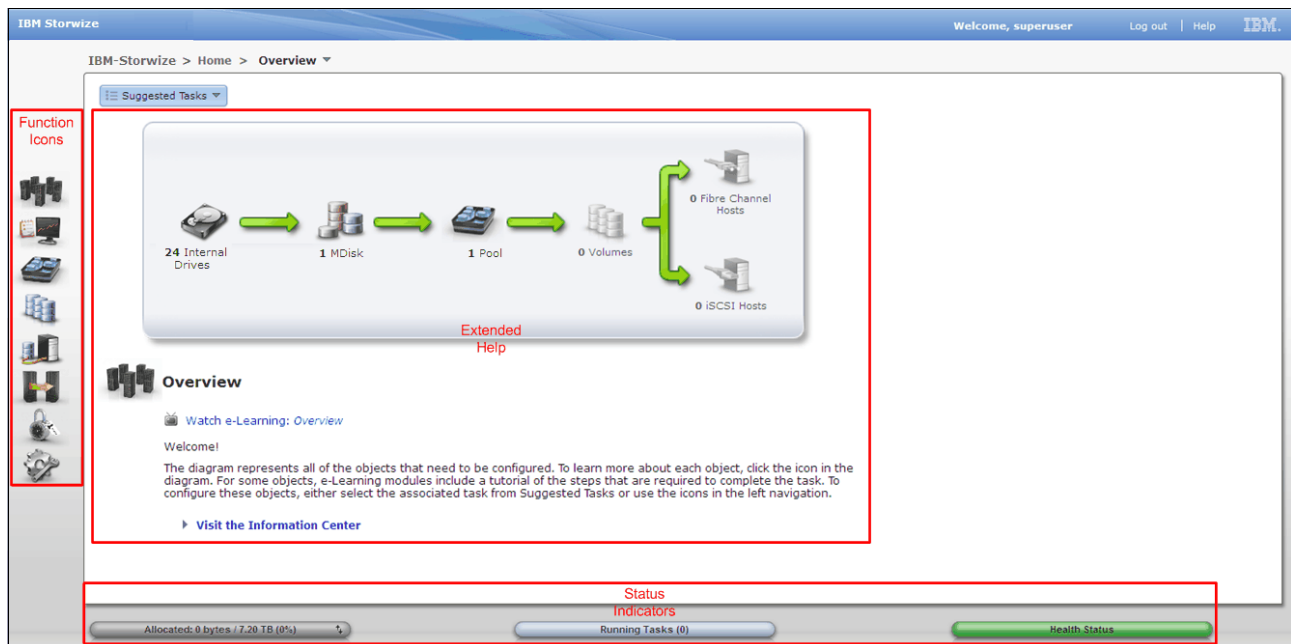 IBM Storwize
Welcome, superuser
Log out | Help
IBM.
IBM-Storwize > Home > Overview
Suggested Tasks
Function
Icons
24 Internal
Drives
1 MDisk
1 Pool
0 Volumes
0 Fibre Channel
Hosts
0 iSCSI Hosts
Extended
Help
Overview
Watch e-Learning: Overview
Welcome!
The diagram represents all of the objects that need to be configured. To learn more about each object, click the icon in the
diagram. For some objects, e-Learning modules include a tutorial of the steps that are required to complete the task. To
configure these objects, either select the associated task from Suggested Tasks or use the icons in the left navigation.
Visit the Information Center
Status
Indicators
Allocated: 0 bytes / 7.20 TB (0%)
Running Tasks (0)
Health Status